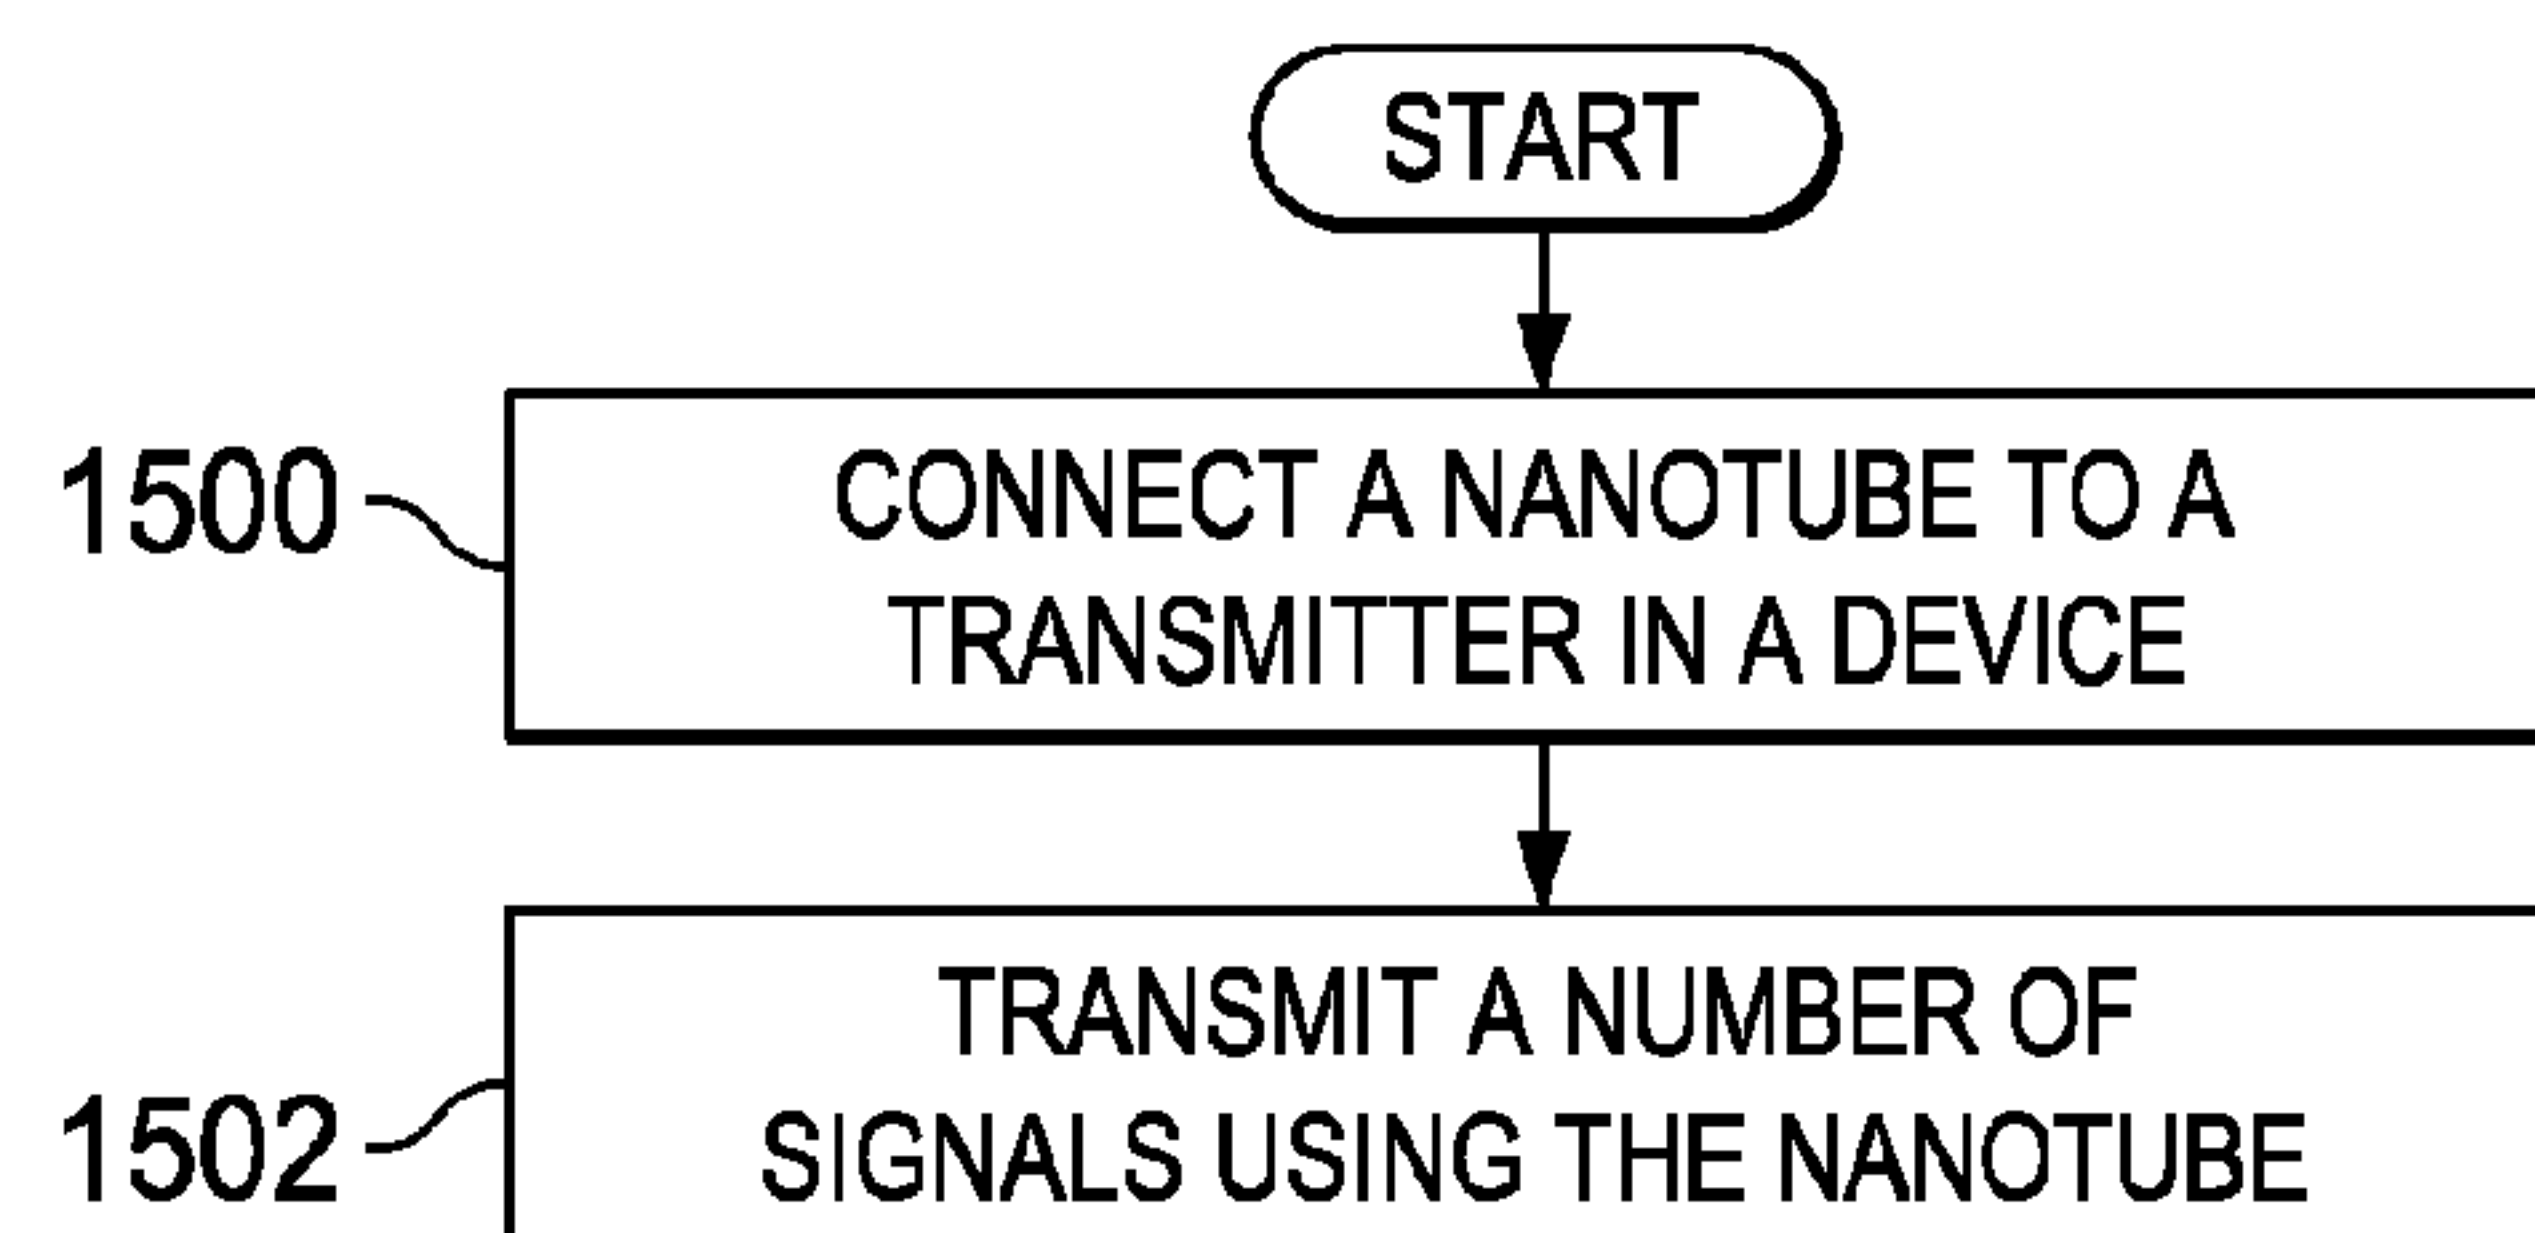 START
1500
CONNECT A NANOTUBE TO A
TRANSMITTER IN A DEVICE
1502
TRANSMIT A NUMBER OF
SIGNALS USING THE NANOTUBE